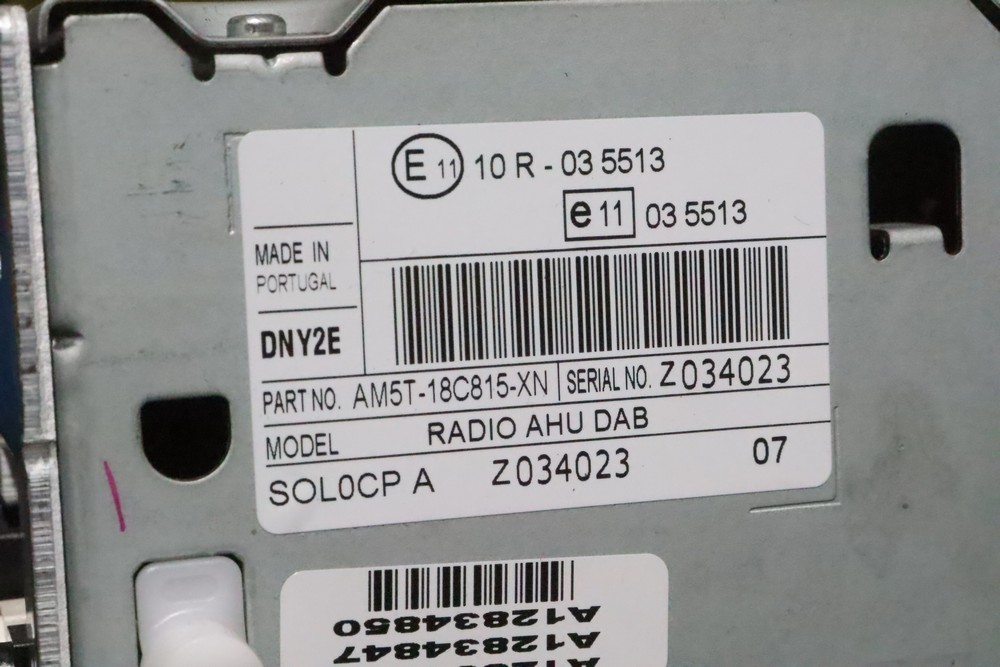 E 11 10 R - 03 5513
e 11 03 5513
MADE IN
PORTUGAL
DNY2E
PART NO. AM5T-18C815-XN SERIAL NO. Z034023
MODEL RADIO AHU DAB
SOL0CP A Z034023 07
A12834850
A12834847